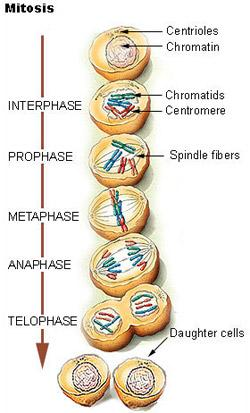 Mitosis
Centrioles
Chromatin
INTERPHASE
Chromatids
Centromere
PROPHASE
Spindle fibers
METAPHASE
ANAPHASE
TELOPHASE
Daughter cells